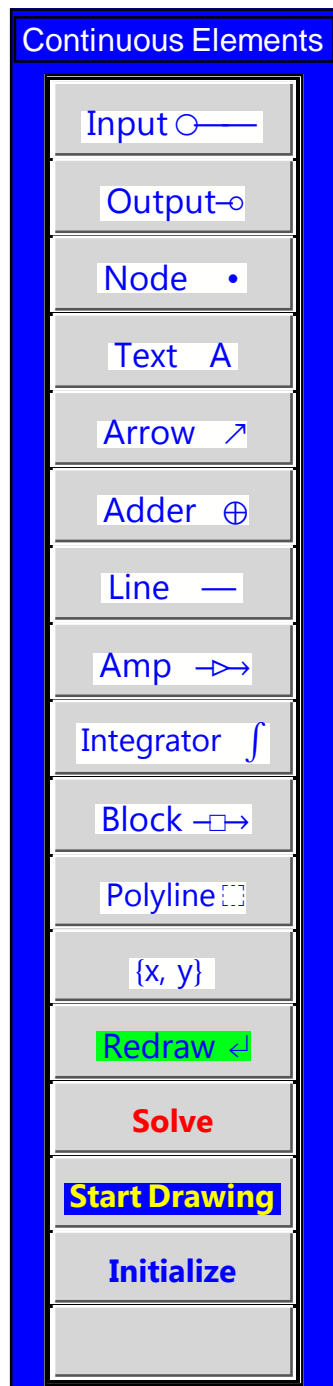 Continuous Elements
Input
Output
Node •
Text A
Arrow ↗
Adder ⊕
Line —
Amp
Integrator ∫
Block
Polyline
{x, y}
Redraw ↲
Solve
Start Drawing
Initialize